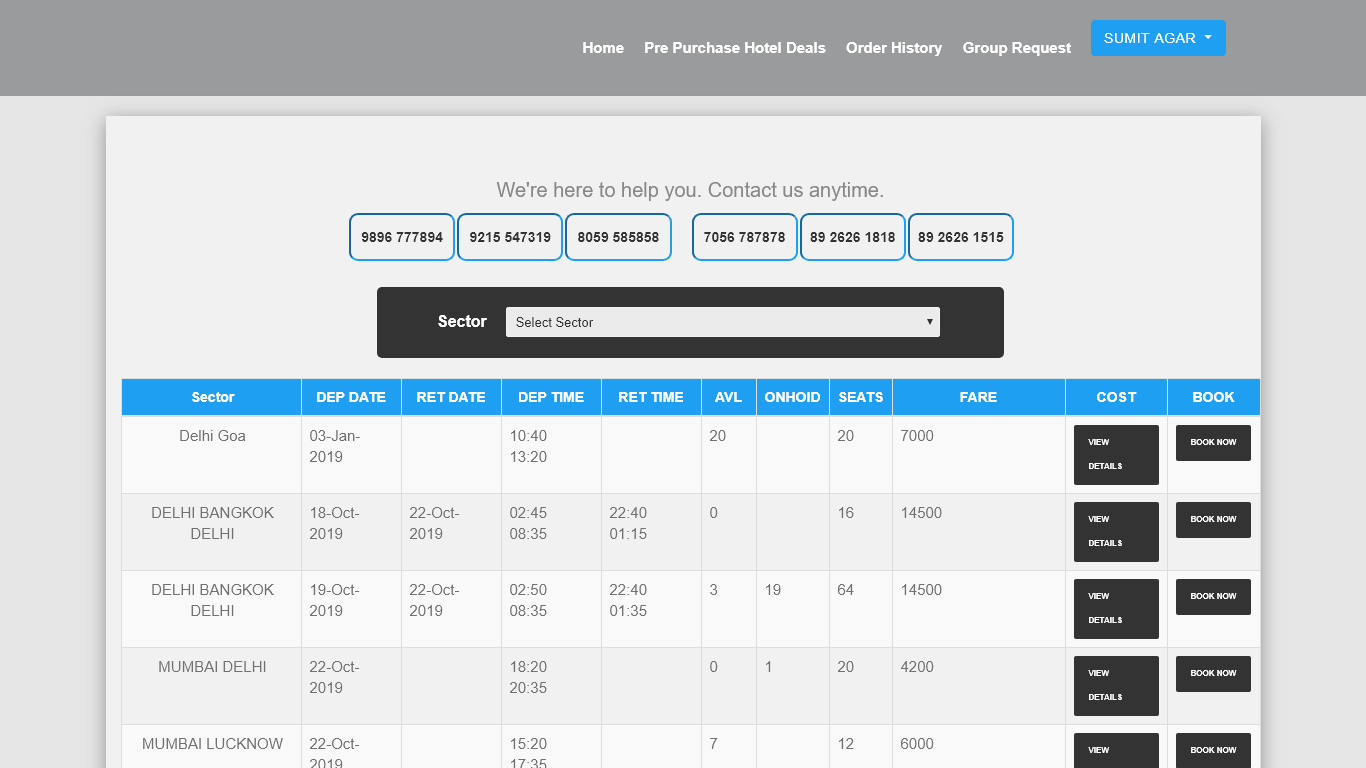 Home Pre Purchase Hotel Deals Order History Group Request SUMIT AGAR
We're here to help you. Contact us anytime.
9896 777894 9215 547319 8059 585858 7056 787878 89 2626 1818 89 2626 1515
Sector Select Sector
Sector DEP DATE RET DATE DEP TIME RET TIME AVL ONHOlD SEATS FARE COST BOOK
Delhi Goa 03-Jan- 10:40 20 20 7000 VIEW BOOK NOW
2019 13:20 DETAILS
DELHI BANGKOK 18-Oct- 22-Oct- 02:45 22:40 0 16 14500 VIEW BOOK NOW
DELHI 2019 2019 08:35 01:15 DETAILS
DELHI BANGKOK 19-Oct- 22-Oct- 02:50 22:40 3 19 64 14500 VIEW BOOK NOW
DELHI 2019 2019 08:35 01:35 DETAILS
MUMBAI DELHI 22-Oct- 18:20 0 1 20 4200 VIEW BOOK NOW
2019 20:35 DETAILS
MUMBAI LUCKNOW 22-Oct- 15:20 7 12 6000 VIEW BOOK NOW
2019 17:35